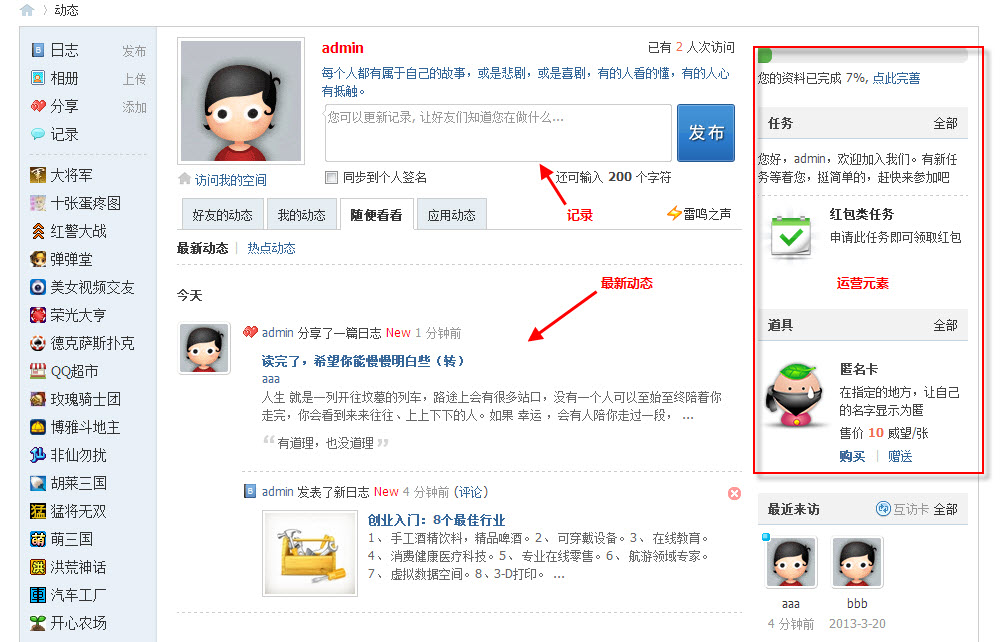 动态
日志 发布
相册 上传
分享 添加
记录
大将军
十张蛋疼图
红警大战
弹弹堂
美女视频交友
荣光大亨
德克萨斯扑克
QQ超市
玫瑰骑士团
博雅斗地主
非仙勿扰
胡莱三国
猛将无双
萌三国
洪荒神话
汽车工厂
开心农场
访问我的空间
admin 已有 2 人次访问
每个人都有属于自己的故事，或是悲剧，或是喜剧，有的人看的懂，有的人心
有抵触。
您可以更新记录, 让好友们知道您在做什么...
发布
同步到个人签名 还可输入 200 个字符
记录
好友的动态 我的动态 随便看看 应用动态 雷鸣之声
最新动态 热点动态
最新动态
今天
admin 分享了一篇日志 New 1 分钟前
读完了，希望你能慢慢明白些（转）
aaa
人生 就是一列开往坟墓的列车，路途上会有很多站口，没有一个人可以至始至终陪着你
走完，你会看到来来往往、上上下下的人。如果 幸运 ，会有人陪你走过一段， ...
“有道理，也没道理”
admin 发表了新日志 New 4 分钟前 (评论)
创业入门：8个最佳行业
1、 手工酒精饮料，精品啤酒。2、 可穿戴设备。3、 在线教育。
4、 消费健康医疗科技。5、 专业在线零售。6、 航游领域专家。
7、 虚拟数据空间。8、3-D打印。 ...
您的资料已完成 7%, 点此完善
任务 全部
您好，admin，欢迎加入我们。有新任
务等着您，挺简单的，赶快来参加吧
红包类任务
申请此任务即可领取红包
运营元素
道具 全部
匿名卡
在指定的地方，让自己
的名字显示为匿
售价 10 威望/张
购买 赠送
最近来访 互访卡 全部
aaa bbb
4 分钟前 2013-3-20